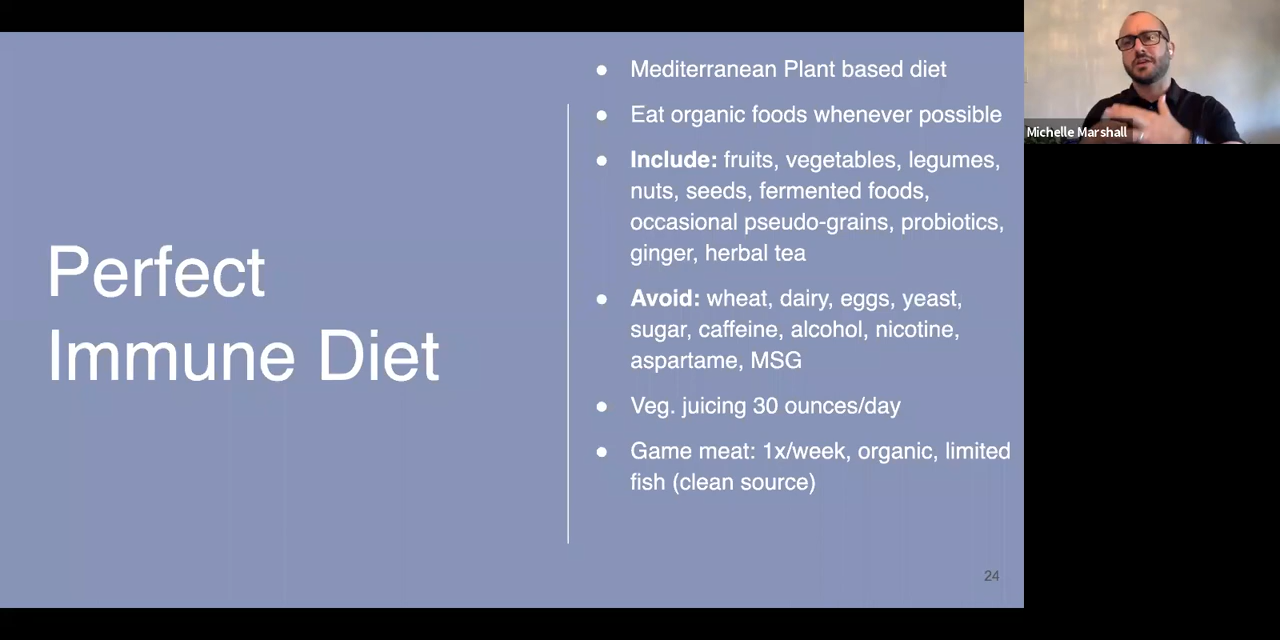 Perfect
Immune Diet
● Mediterranean Plant based diet
● Eat organic foods whenever possible
● Include: fruits, vegetables, legumes,
nuts, seeds, fermented foods,
occasional pseudo-grains, probiotics,
ginger, herbal tea
● Avoid: wheat, dairy, eggs, yeast,
sugar, caffeine, alcohol, nicotine,
aspartame, MSG
● Veg. juicing 30 ounces/day
● Game meat: 1x/week, organic, limited
fish (clean source)
24
Michelle Marshall